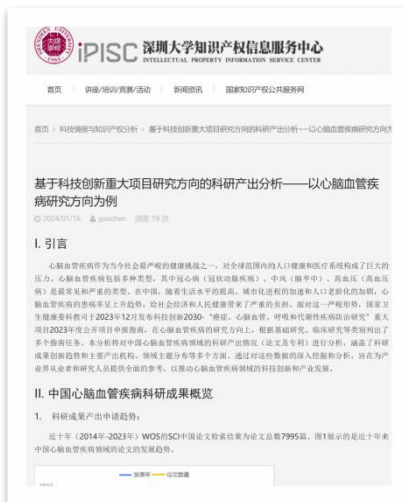 iPISC 深圳大学知识产权信息服务中心
INTELLECTUAL PROPERTY INFORMATION SERVICE CENTER
首页 讲座/培训/竞赛/活动 新闻资讯 国家知识产权公共服务网
首页 > 科技情报与知识产权分析 > 基于科技创新重大项目研究方向的科研产出分析——以心脑血管疾病研究方向为
基于科技创新重大项目研究方向的科研产出分析——以心脑血管疾
病研究方向为例
2024/01/16 guochen 浏览 19 次
I. 引言
心脑血管疾病作为当今社会最严峻的健康挑战之一，对全球范围内的人口健康和医疗系统构成了巨大的
压力。心脑血管疾病包括多种类型，其中冠心病（冠状动脉疾病）、中风（脑卒中）、高血压（高血压
病）是最常见和严重的类型。在中国，随着生活水平的提高、城市化进程的加速和人口老龄化的加剧，心
脑血管疾病的患病率呈上升趋势，给社会经济和人民健康带来了严重的负担。面对这一严峻形势，国家卫
生健康委科教司于2023年12月发布科技创新2030-“癌症、心脑血管、呼吸和代谢性疾病防治研究”重大
项目2023年度公开项目申报指南，在心脑血管疾病的研究方向上，根据基础研究、临床研究等类别列出了
多个指南任务。本分析将对中国心脑血管疾病领域的科研产出情况（论文及专利）进行分析，涵盖了科研
成果创新趋势和主要产出机构、领域主题分布等多个方面。通过对这些数据的深入挖掘和分析，旨在为产
业界从业者和研究人员提供全面的参考，以推动心脑血管疾病领域的科技创新和产业发展。
II. 中国心脑血管疾病科研成果概览
1. 科研成果产出申请趋势：
近十年（2014年-2023年）WOS的SCI中国论文检索结果为论文总数7995篇。图1展示的是近十年来
中国心脑血管疾病领域的论文的发展趋势。
发表年 论文数量